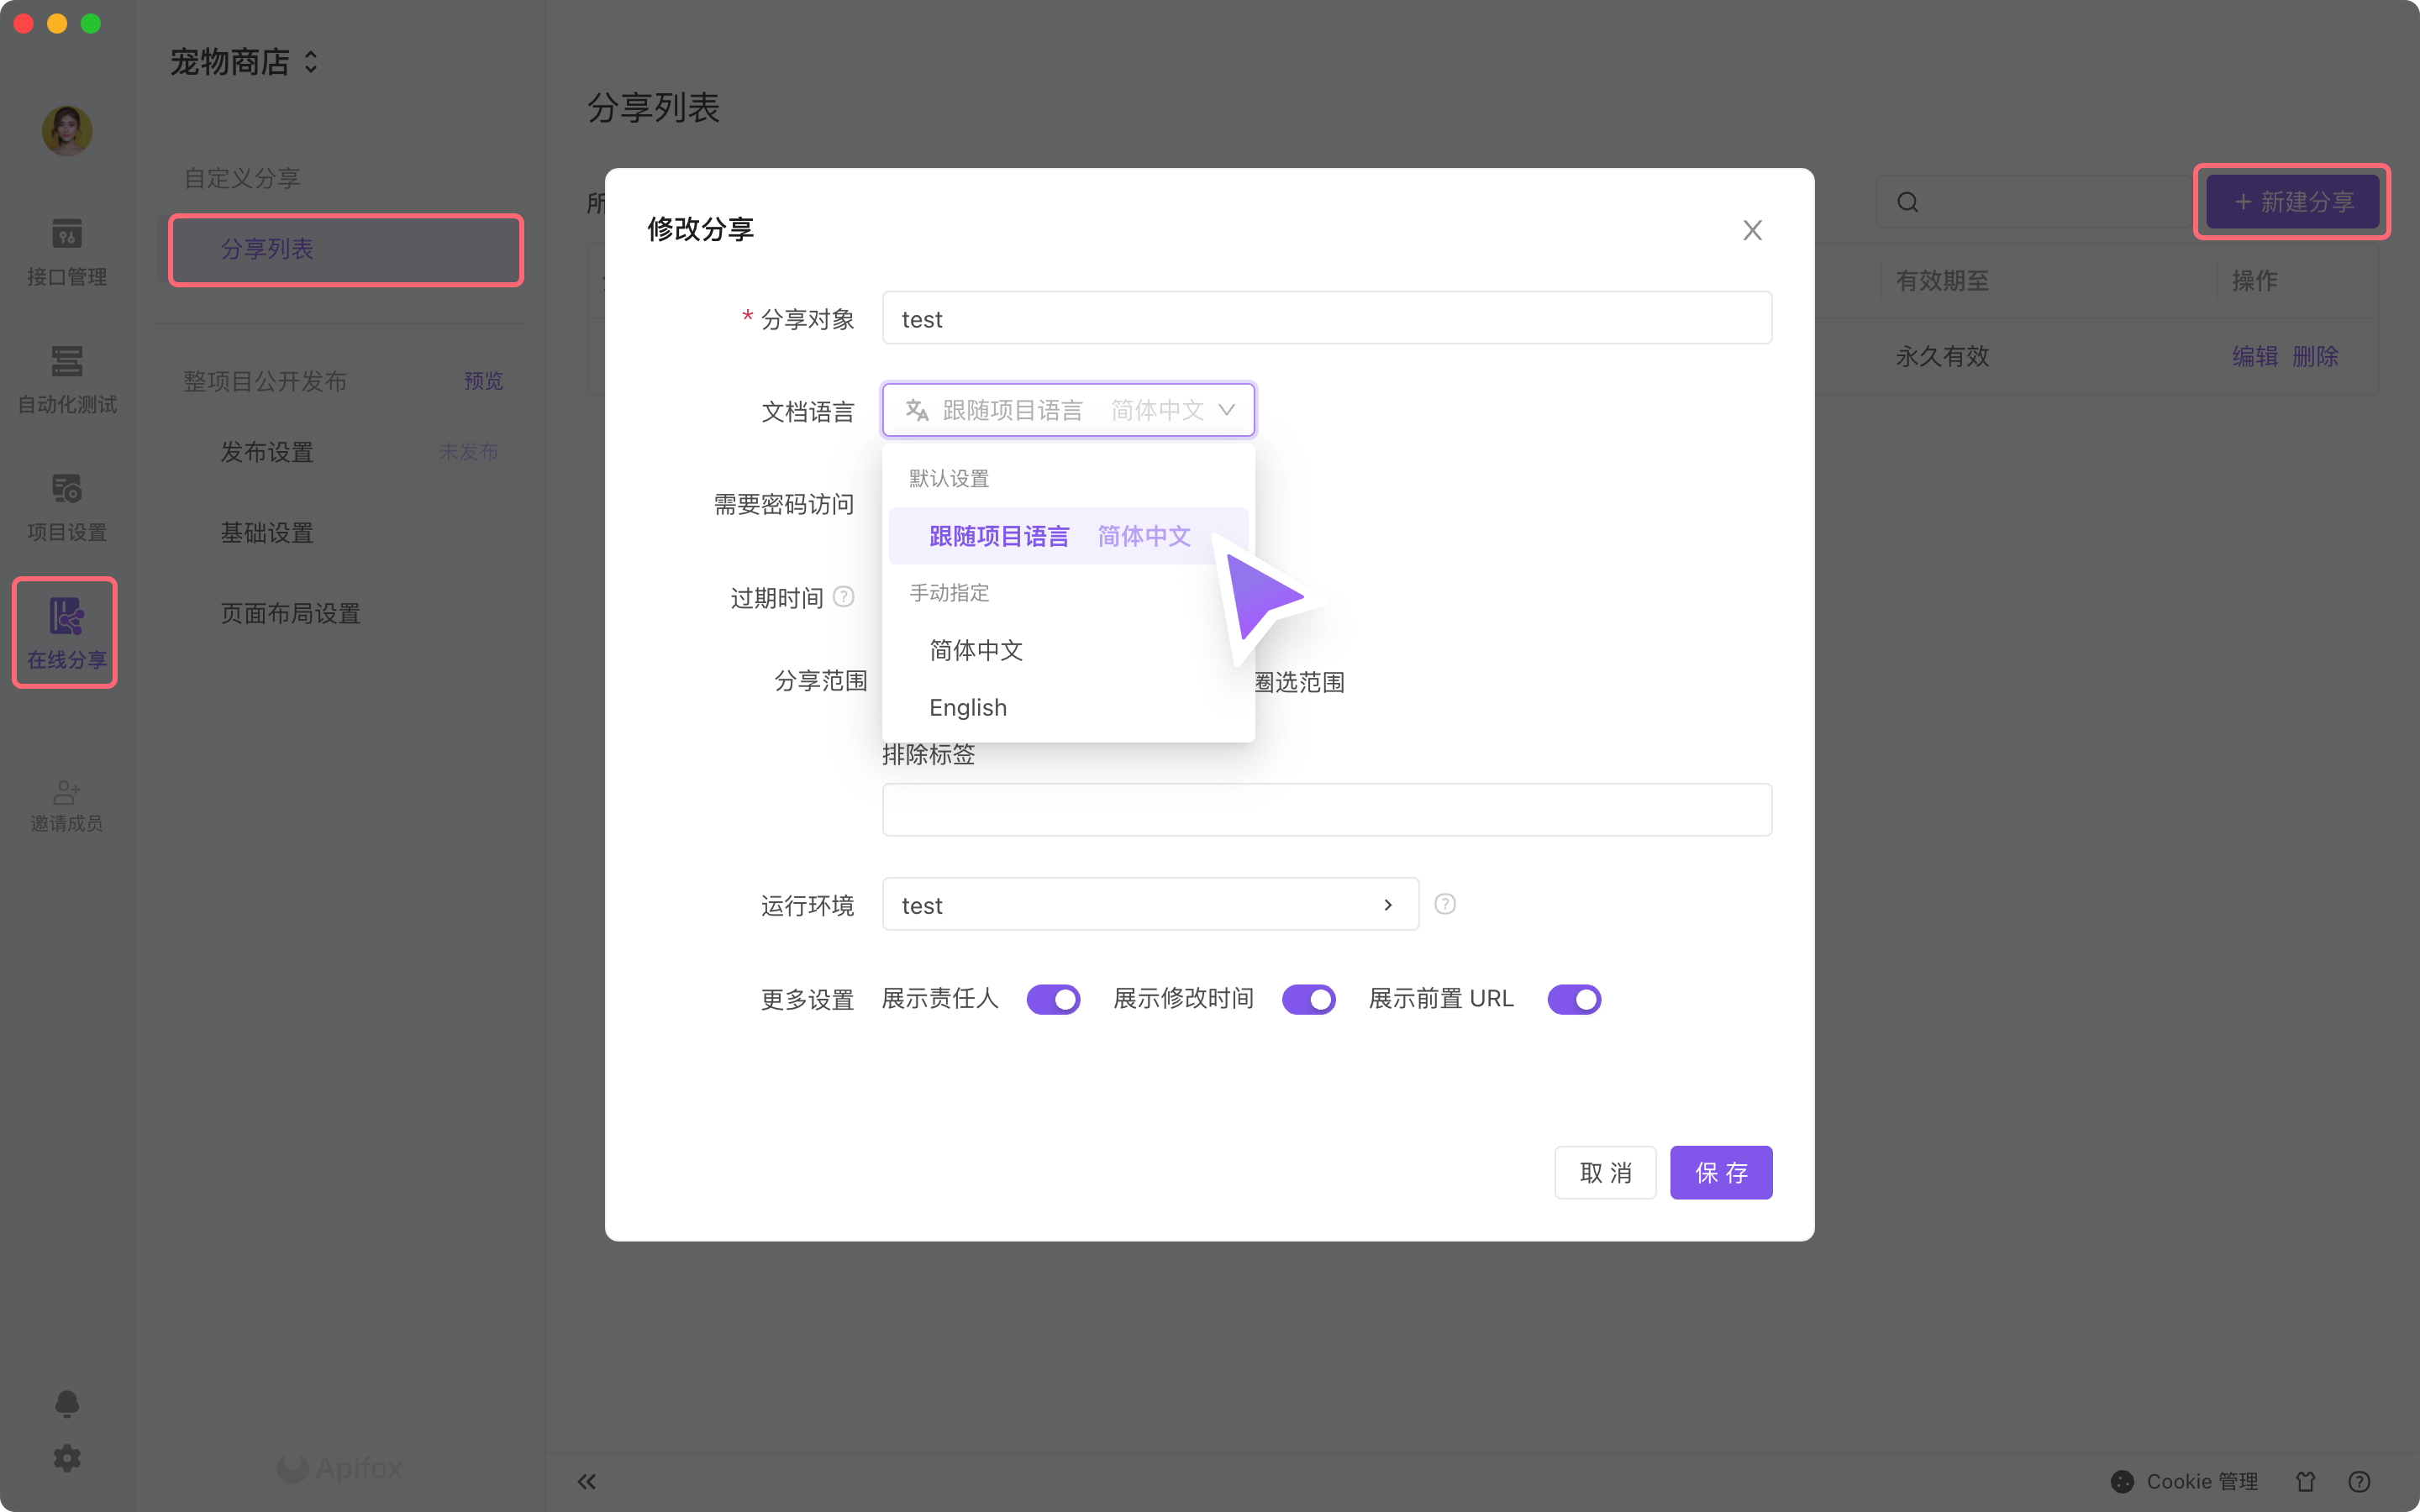 宠物商店
自定义分享
分享列表
整项目公开发布 预览
发布设置 未发布
基础设置
页面布局设置
接口管理
自动化测试
项目设置
在线分享
邀请成员
Apifox
分享列表
所
+ 新建分享
有效期至 操作
永久有效 编辑 删除
修改分享
* 分享对象 test
文档语言 跟随项目语言 简体中文
默认设置
跟随项目语言 简体中文
手动指定
简体中文
English
需要密码访问
过期时间
分享范围 圈选范围
排除标签
运行环境 test
更多设置 展示责任人 展示修改时间 展示前置 URL
取消 保存
Cookie 管理